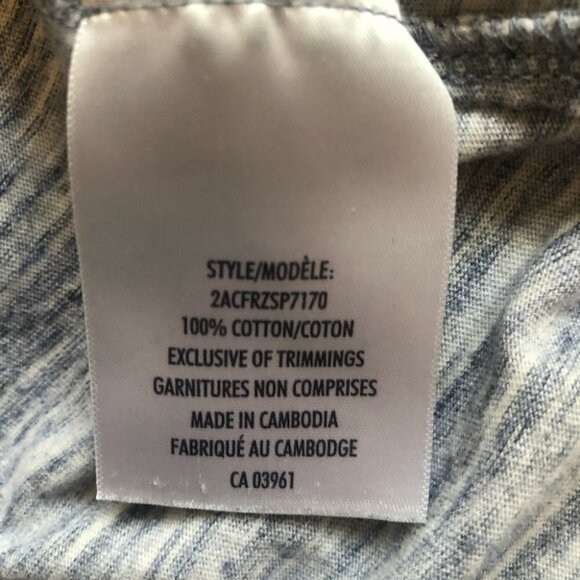 STYLE/MODÈLE:
2ACFRZSP7170
100% COTTON/COTON
EXCLUSIVE OF TRIMMINGS
GARNITURES NON COMPRISES
MADE IN CAMBODIA
FABRIQUÉ AU CAMBODGE
CA 03961